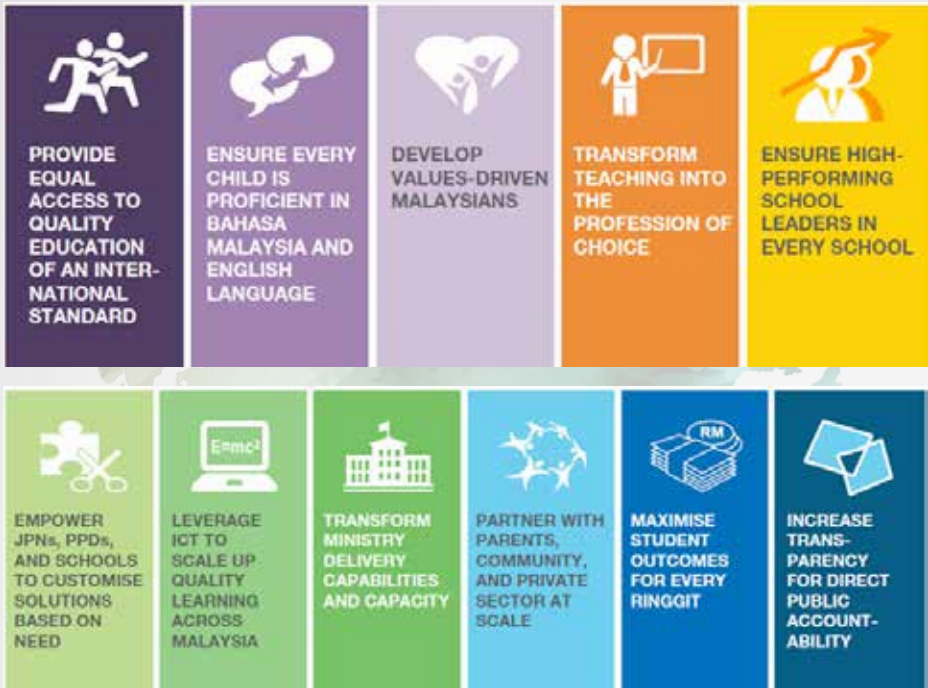 PROVIDE
EQUAL
ACCESS TO
QUALITY
EDUCATION
OF AN INTER-
NATIONAL
STANDARD
ENSURE EVERY
CHILD IS
PROFICIENT IN
BAHASA
MALAYSIA AND
ENGLISH
LANGUAGE
DEVELOP
VALUES-DRIVEN
MALAYSIANS
TRANSFORM
TEACHING INTO
THE
PROFESSION OF
CHOICE
ENSURE HIGH-
PERFORMING
SCHOOL
LEADERS IN
EVERY SCHOOL
EMPOWER
JPNs, PPDs,
AND SCHOOLS
TO CUSTOMISE
SOLUTIONS
BASED ON
NEED
E=mc²
LEVERAGE
ICT TO
SCALE UP
QUALITY
LEARNING
ACROSS
MALAYSIA
TRANSFORM
MINISTRY
DELIVERY
CAPABILITIES
AND CAPACITY
PARTNER WITH
PARENTS,
COMMUNITY,
AND PRIVATE
SECTOR AT
SCALE
RM
MAXIMISE
STUDENT
OUTCOMES
FOR EVERY
RINGGIT
INCREASE
TRANS-
PARENCY
FOR DIRECT
PUBLIC
ACCOUNT-
ABILITY